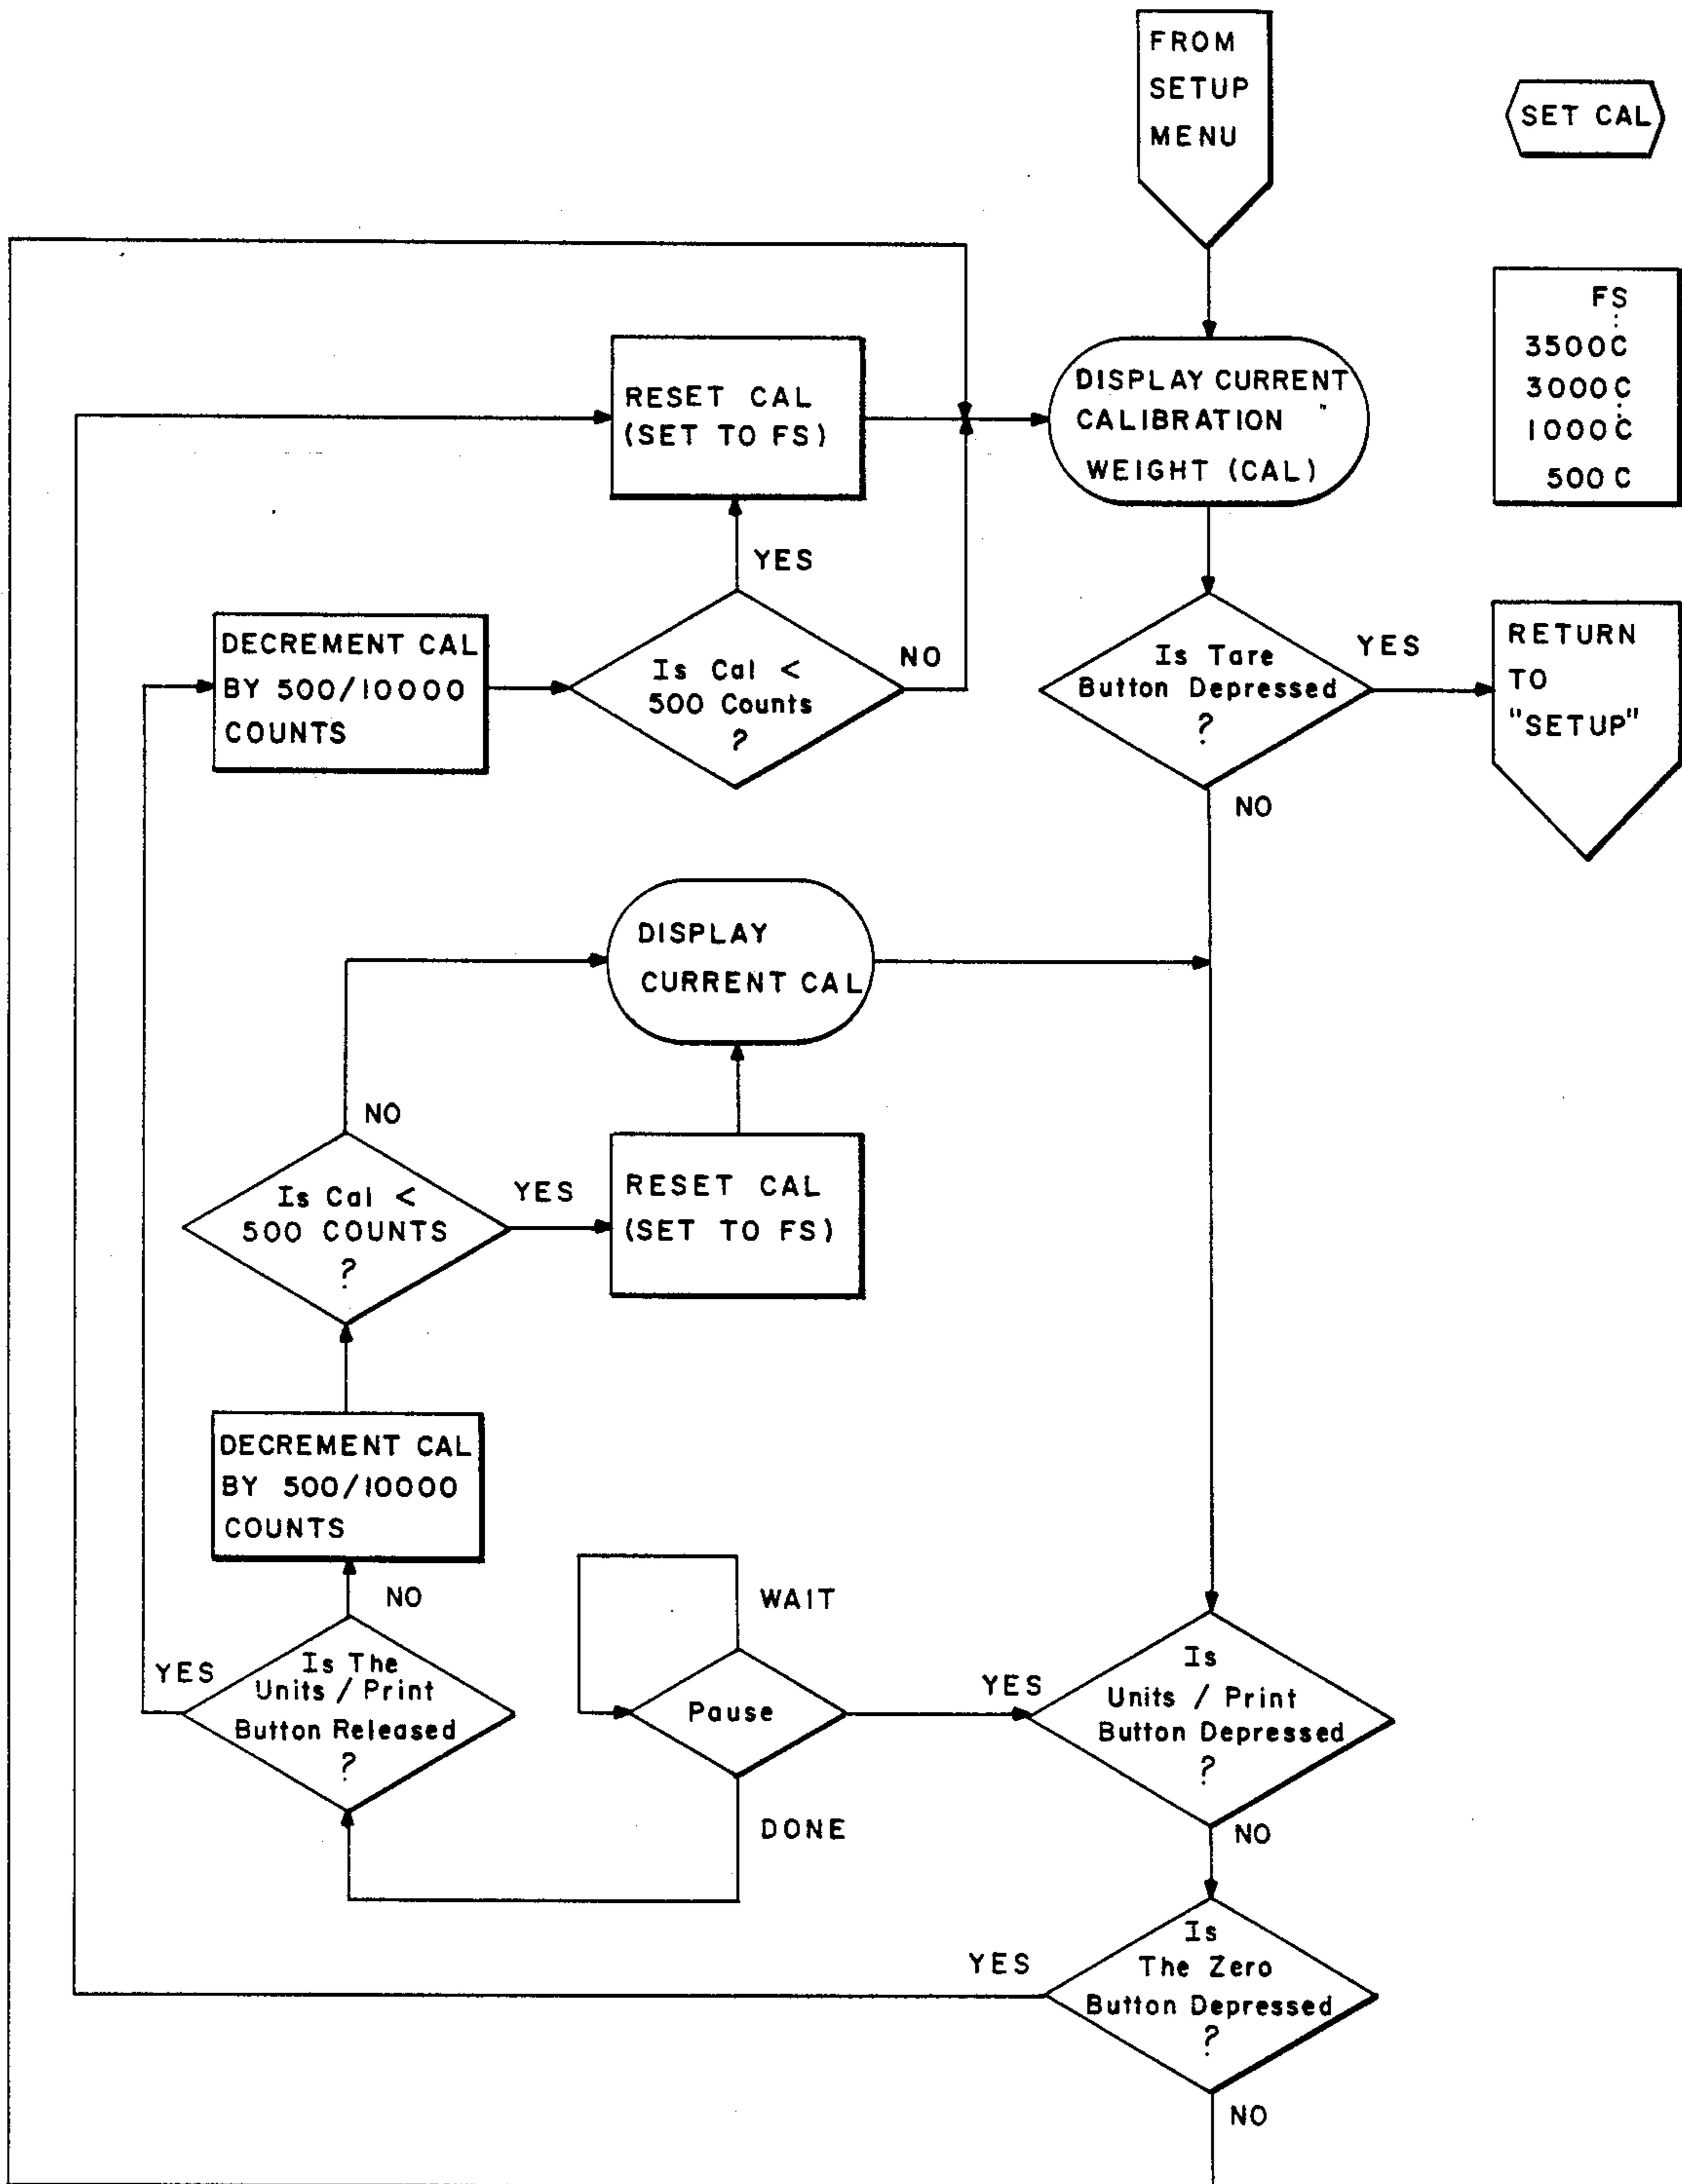 FROM
SETUP
MENU
SET CAL
FS
3500C
3000C
1000C
500 C
RESET CAL
(SET TO FS)
DISPLAY CURRENT
CALIBRATION
WEIGHT (CAL)
YES
DECREMENT CAL
BY 500/10000
COUNTS
Is Cal <
500 Counts
?
NO
Is Tare
Button Depressed
?
YES
RETURN
TO
"SETUP"
NO
DISPLAY
CURRENT CAL
NO
Is Cal <
500 COUNTS
?
YES
RESET CAL
(SET TO FS)
DECREMENT CAL
BY 500/10000
COUNTS
NO
WAIT
YES
Is The
Units / Print
Button Released
?
Pause
YES
Is
Units / Print
Button Depressed
?
DONE
NO
YES
Is
The Zero
Button Depressed
?
NO